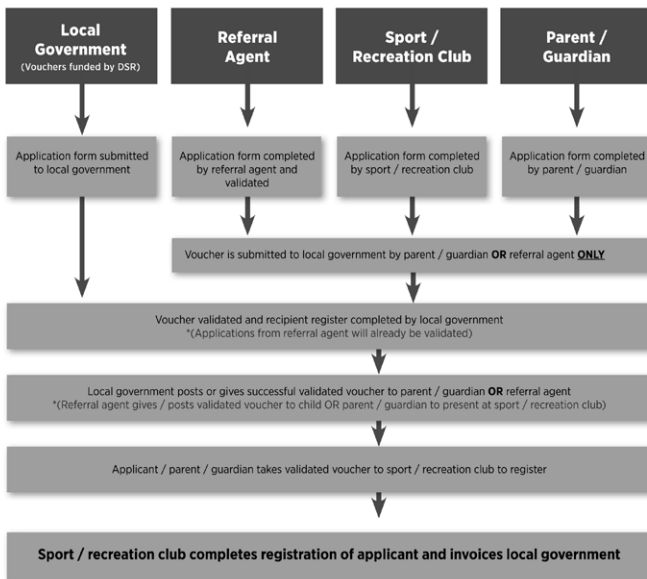 Local
Government
(Vouchers funded by DSR)
Referral
Agent
Sport /
Recreation Club
Parent /
Guardian
Application form submitted
to local government
Application form completed
by referral agent and
validated
Application form completed
by sport / recreation club
Application form completed
by parent / guardian
Voucher is submitted to local government by parent / guardian OR referral agent ONLY
Voucher validated and recipient register completed by local government
*(Applications from referral agent will already be validated)
Local government posts or gives successful validated voucher to parent / guardian OR referral agent
*(Referral agent gives / posts validated voucher to child OR parent / guardian to present at sport / recreation club)
Applicant / parent / guardian takes validated voucher to sport / recreation club to register
Sport / recreation club completes registration of applicant and invoices local government